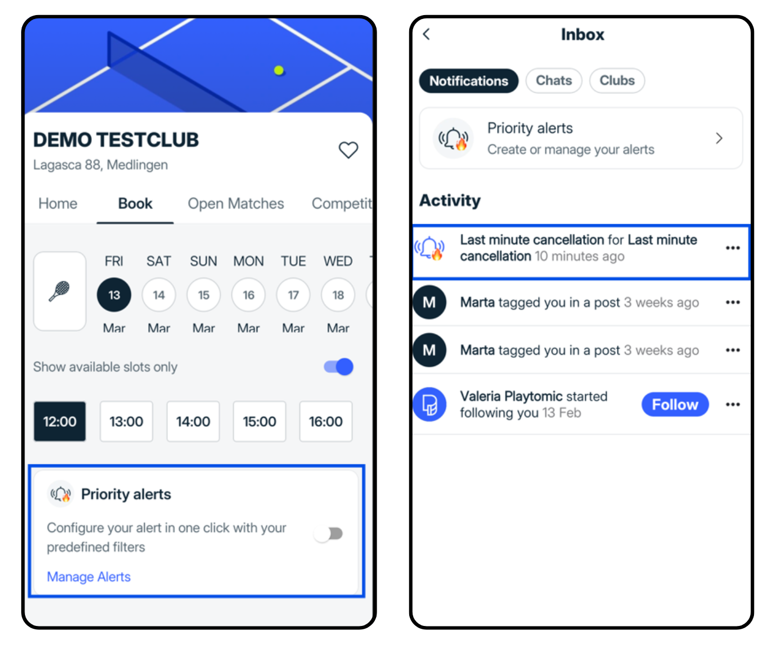 DEMO TESTCLUB
Lagasca 88, Medlingen
Home Book Open Matches Competit
FRI SAT SUN MON TUE WED
13 14 15 16 17 18
Mar Mar Mar Mar Mar Mar
Show available slots only
12:00 13:00 14:00 15:00 16:00
Priority alerts
Configure your alert in one click with your
predefined filters
Manage Alerts
Inbox
Notifications Chats Clubs
Priority alerts
Create or manage your alerts
Activity
Last minute cancellation for Last minute
cancellation 10 minutes ago
M
Marta tagged you in a post 3 weeks ago
M
Marta tagged you in a post 3 weeks ago
Valeria Playtomic started
following you 13 Feb
Follow